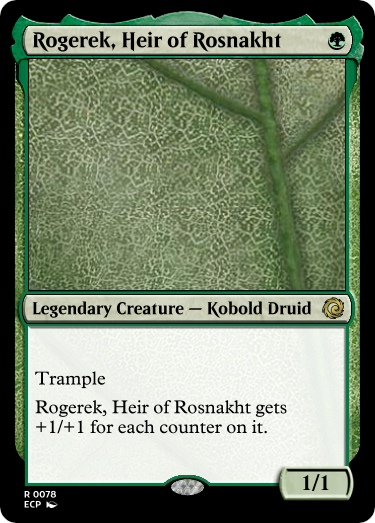 Rogerek, Heir of Rosnakht
Legendary Creature — Kobold Druid
Trample
Rogerek, Heir of Rosnakht gets
+1/+1 for each counter on it.
1/1
R 0078
ECP